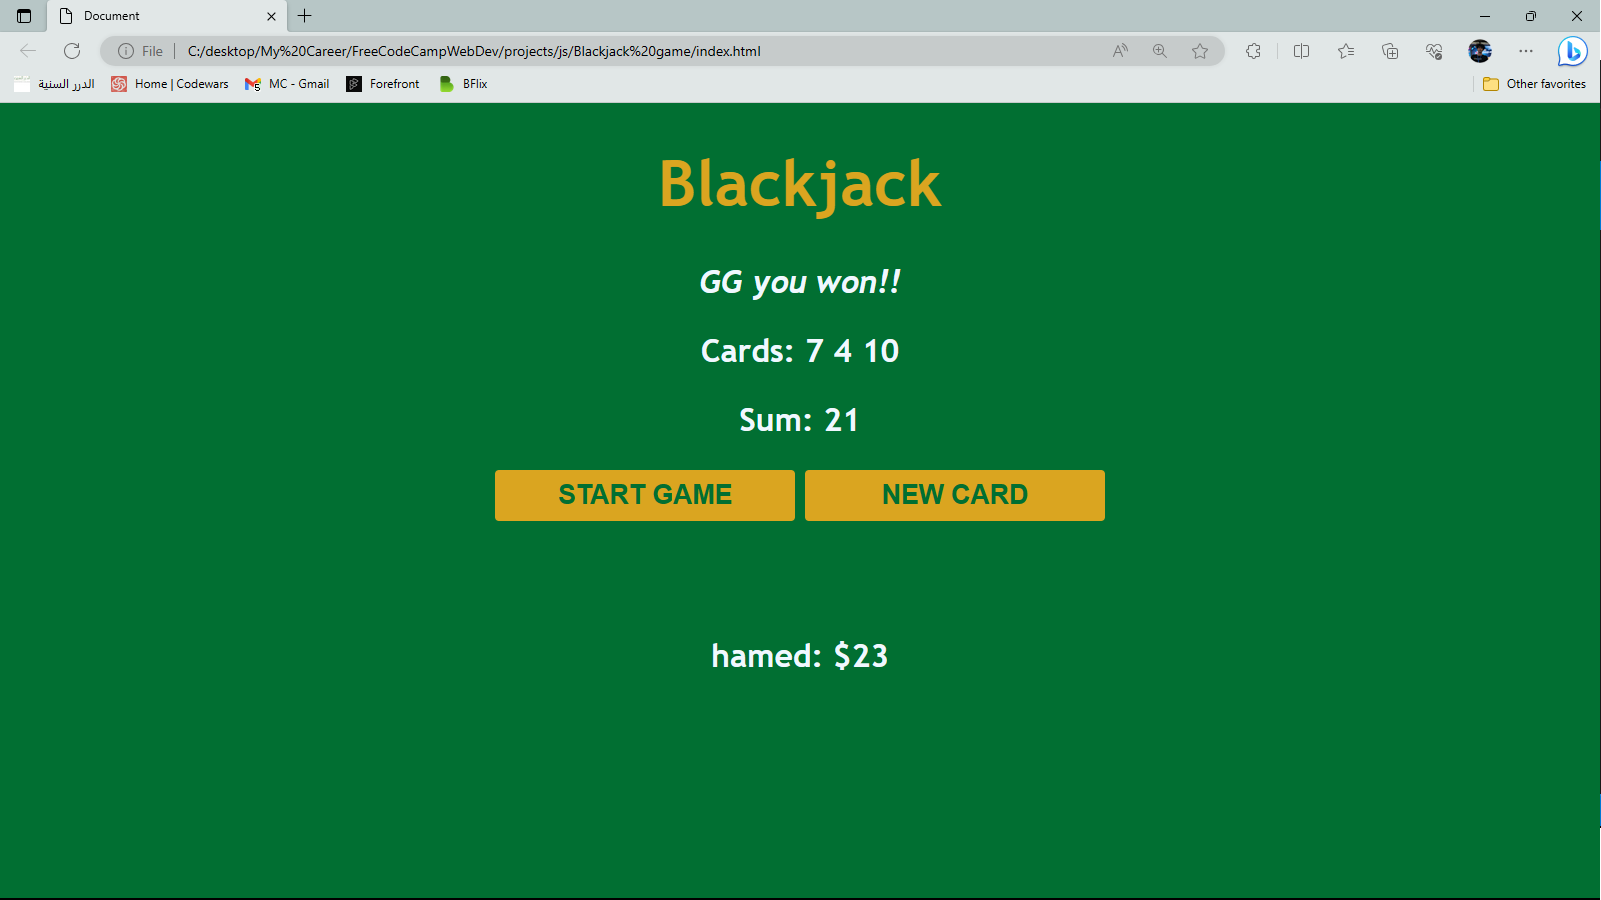 Document
File C:/desktop/My%20Career/FreeCodeCampWebDev/projects/js/Blackjack%20game/index.html
الدرر السنية Home | Codewars MC - Gmail Forefront BFlix Other favorites
Blackjack
GG you won!!
Cards: 7 4 10
Sum: 21
START GAME NEW CARD
hamed: $23